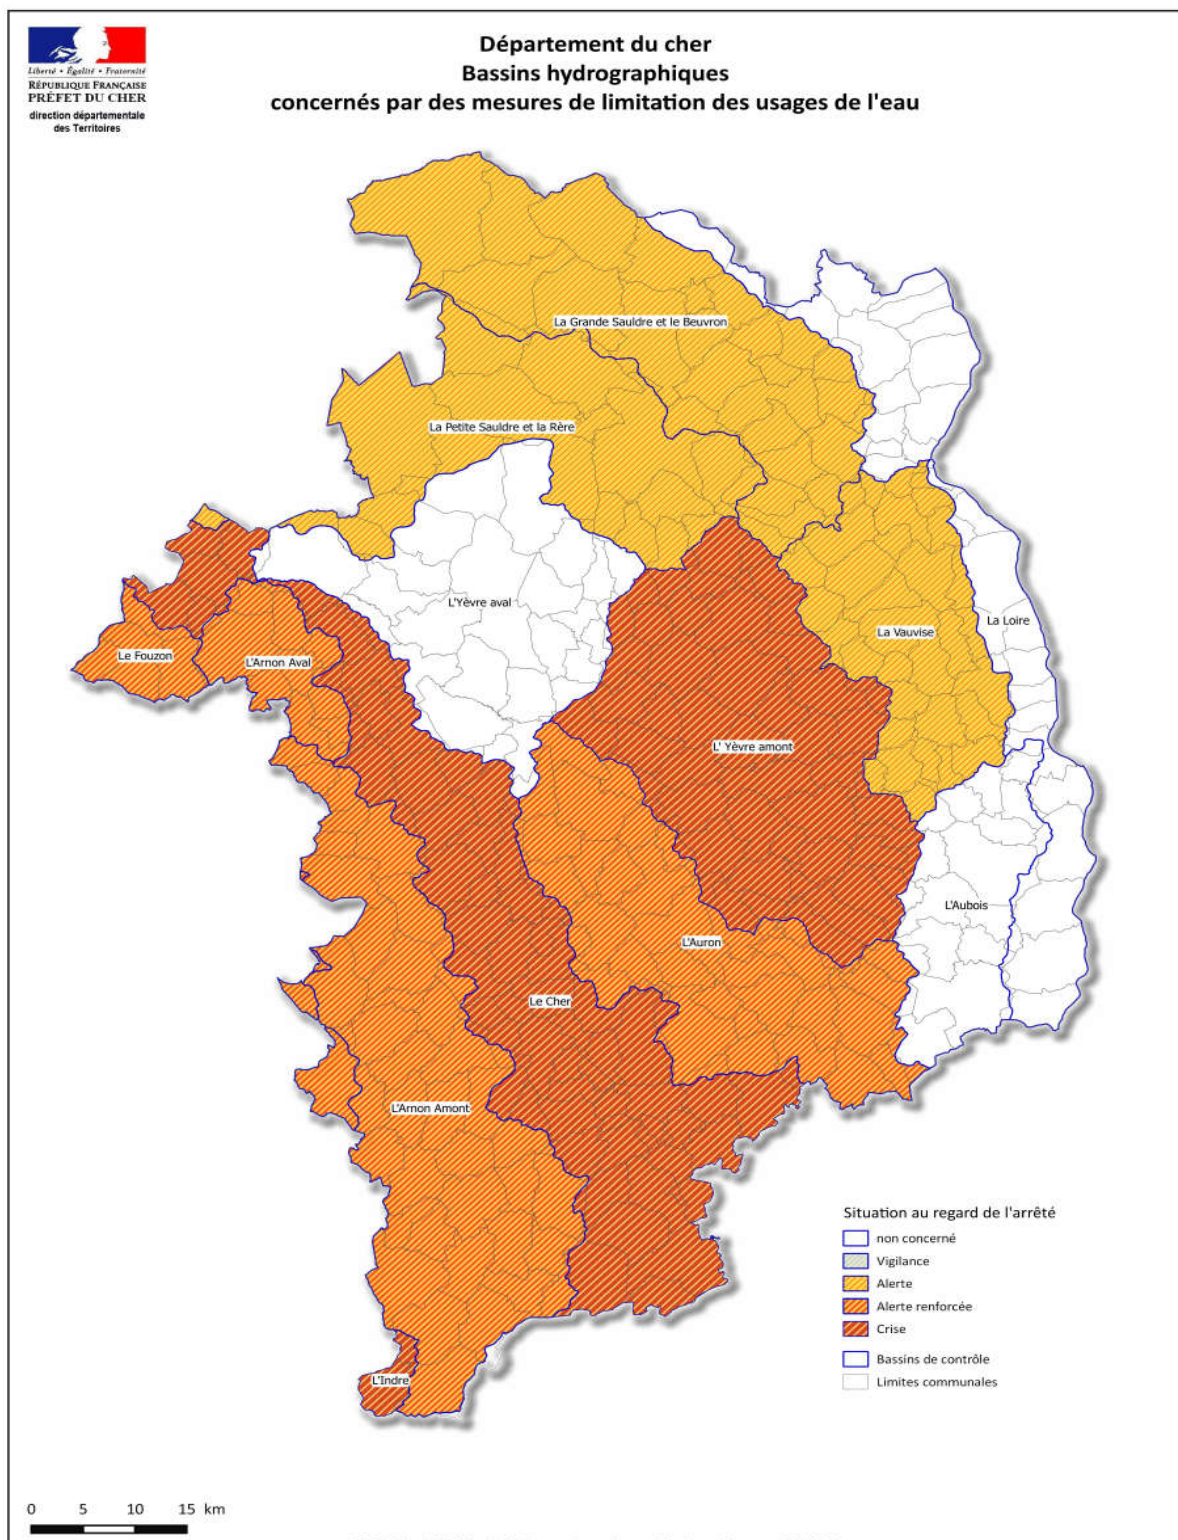 Liberté • Égalité • Fraternité
RÉPUBLIQUE FRANÇAISE
PRÉFET DU CHER
direction départementale
des Territoires
Département du cher
Bassins hydrographiques
concernés par des mesures de limitation des usages de l'eau
La Grande Sauldre et le Beuvron
La Petite Sauldre et la Rère
L'Yèvre aval
La Loire
La Vauvise
Le Fouzon
L'Arnon Aval
L' Yèvre amont
L'Aubois
L'Auron
Le Cher
L'Arnon Amont
L'Indre
Situation au regard de l'arrêté
non concerné
Vigilance
Alerte
Alerte renforcée
Crise
Bassins de contrôle
Limites communales
0 5 10 15 km